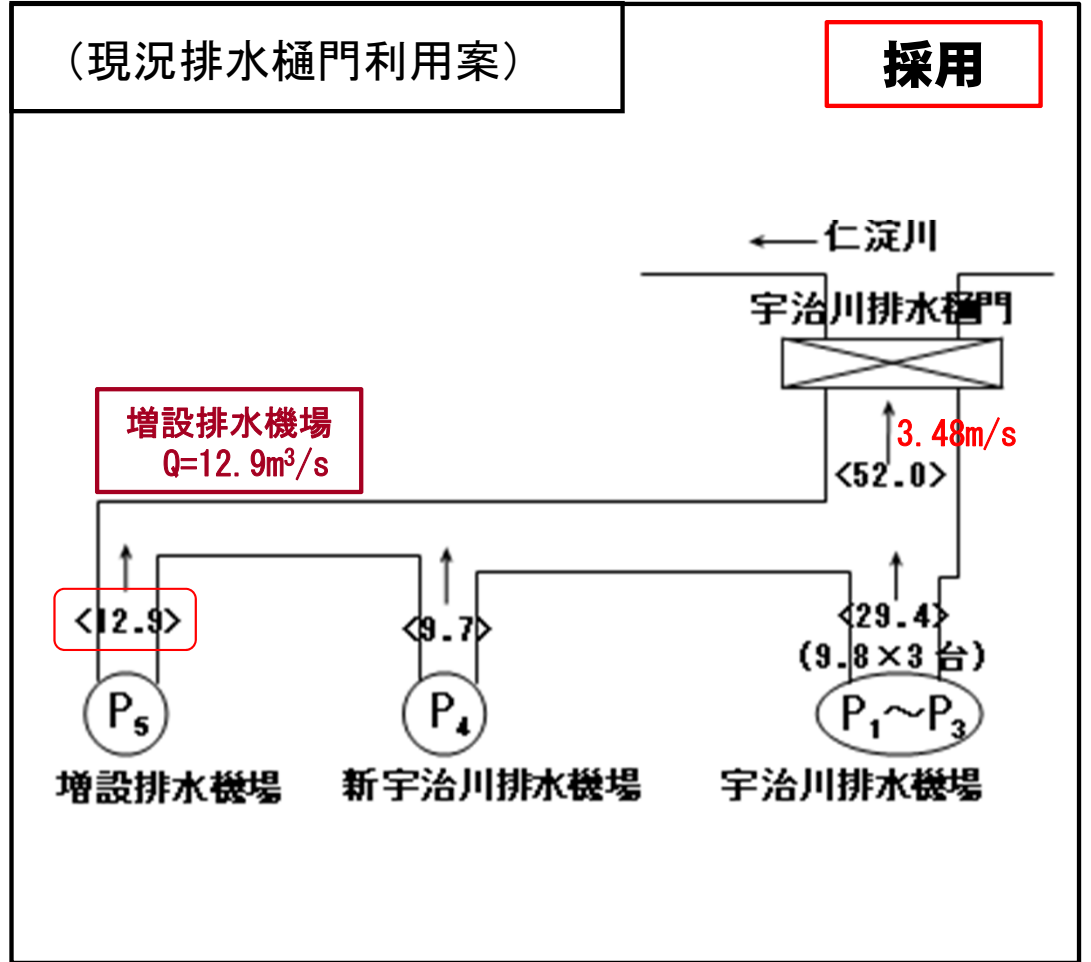 （現況排水樋門利用案）
採用
←仁淀川
宇治川排水樋門
増設排水機場
Q=12.9m³/s
3.48m/s
<52.0>
<12.9>
<9.7>
<29.4>
(9.8×3台)
P₅
P₄
P₁～P₃
増設排水機場
新宇治川排水機場
宇治川排水機場